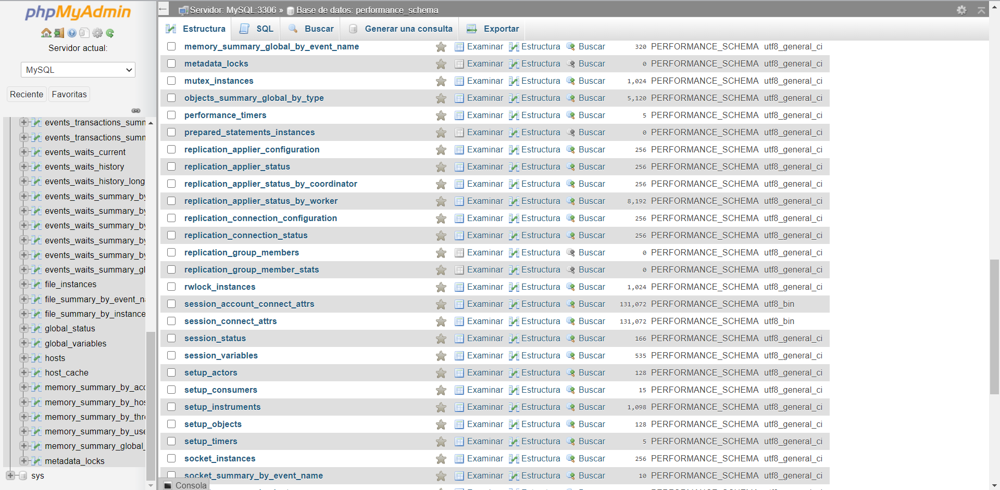 phpMyAdmin
Servidor actual:
MySQL
Reciente Favoritas
events_transactions_summ
events_transactions_summ
events_waits_current
events_waits_history
events_waits_history_long
events_waits_summary_by
events_waits_summary_by
events_waits_summary_by
events_waits_summary_by
events_waits_summary_by
events_waits_summary_gl
file_instances
file_summary_by_event_na
file_summary_by_instance
global_status
global_variables
hosts
host_cache
memory_summary_by_acc
memory_summary_by_hos
memory_summary_by_thre
memory_summary_by_use
memory_summary_global_
metadata_locks
sys
Servidor: MySQL:3306 » Base de datos: performance_schema
Estructura SQL Buscar Generar una consulta Exportar
memory_summary_global_by_event_name Examinar Estructura Buscar 320 PERFORMANCE_SCHEMA utf8_general_ci
metadata_locks Examinar Estructura Buscar 0 PERFORMANCE_SCHEMA utf8_general_ci
mutex_instances Examinar Estructura Buscar 1,024 PERFORMANCE_SCHEMA utf8_general_ci
objects_summary_global_by_type Examinar Estructura Buscar 5,120 PERFORMANCE_SCHEMA utf8_general_ci
performance_timers Examinar Estructura Buscar 5 PERFORMANCE_SCHEMA utf8_general_ci
prepared_statements_instances Examinar Estructura Buscar 0 PERFORMANCE_SCHEMA utf8_general_ci
replication_applier_configuration Examinar Estructura Buscar 256 PERFORMANCE_SCHEMA utf8_general_ci
replication_applier_status Examinar Estructura Buscar 256 PERFORMANCE_SCHEMA utf8_general_ci
replication_applier_status_by_coordinator Examinar Estructura Buscar 256 PERFORMANCE_SCHEMA utf8_general_ci
replication_applier_status_by_worker Examinar Estructura Buscar 8,192 PERFORMANCE_SCHEMA utf8_general_ci
replication_connection_configuration Examinar Estructura Buscar 256 PERFORMANCE_SCHEMA utf8_general_ci
replication_connection_status Examinar Estructura Buscar 256 PERFORMANCE_SCHEMA utf8_general_ci
replication_group_members Examinar Estructura Buscar 0 PERFORMANCE_SCHEMA utf8_general_ci
replication_group_member_stats Examinar Estructura Buscar 0 PERFORMANCE_SCHEMA utf8_general_ci
rwlock_instances Examinar Estructura Buscar 1,024 PERFORMANCE_SCHEMA utf8_general_ci
session_account_connect_attrs Examinar Estructura Buscar 131,072 PERFORMANCE_SCHEMA utf8_bin
session_connect_attrs Examinar Estructura Buscar 131,072 PERFORMANCE_SCHEMA utf8_bin
session_status Examinar Estructura Buscar 166 PERFORMANCE_SCHEMA utf8_general_ci
session_variables Examinar Estructura Buscar 535 PERFORMANCE_SCHEMA utf8_general_ci
setup_actors Examinar Estructura Buscar 128 PERFORMANCE_SCHEMA utf8_general_ci
setup_consumers Examinar Estructura Buscar 15 PERFORMANCE_SCHEMA utf8_general_ci
setup_instruments Examinar Estructura Buscar 1,098 PERFORMANCE_SCHEMA utf8_general_ci
setup_objects Examinar Estructura Buscar 128 PERFORMANCE_SCHEMA utf8_general_ci
setup_timers Examinar Estructura Buscar 5 PERFORMANCE_SCHEMA utf8_general_ci
socket_instances Examinar Estructura Buscar 256 PERFORMANCE_SCHEMA utf8_general_ci
socket_summary_by_event_name Examinar Estructura Buscar 10 PERFORMANCE_SCHEMA utf8_general_ci
Consola